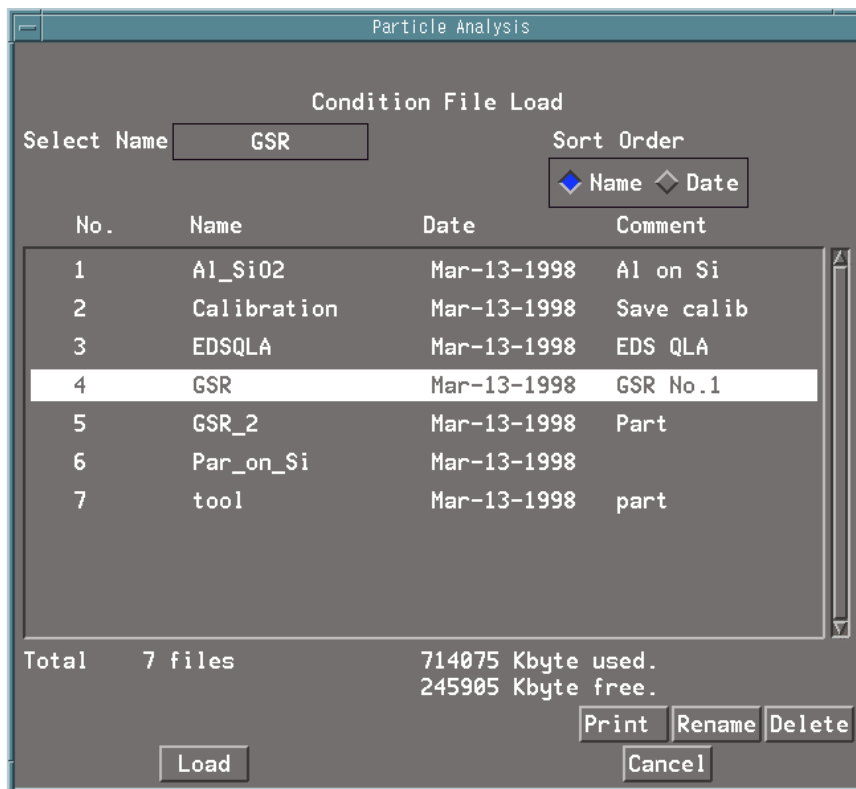 Particle Analysis
Condition File Load
Select Name GSR Sort Order
Name Date
No. Name Date Comment
1 Al_SiO2 Mar-13-1998 Al on Si
2 Calibration Mar-13-1998 Save calib
3 EDSQLA Mar-13-1998 EDS QLA
4 GSR Mar-13-1998 GSR No.1
5 GSR_2 Mar-13-1998 Part
6 Par_on_Si Mar-13-1998
7 tool Mar-13-1998 part
Total 7 files 714075 Kbyte used.
245905 Kbyte free.
Print Rename Delete
Load Cancel